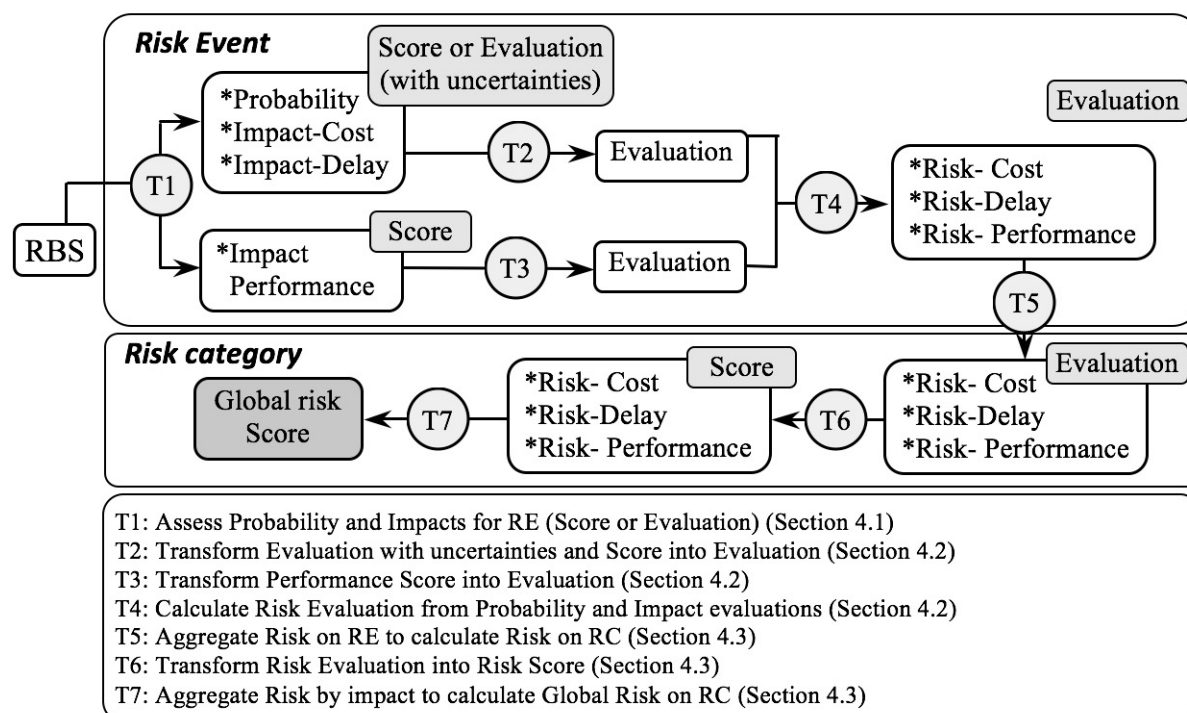 Risk Event
Score or Evaluation
(with uncertainties)
*Probability
*Impact-Cost
*Impact-Delay
Evaluation
T1
T2
Evaluation
*Risk- Cost
*Risk-Delay
*Risk- Performance
T4
RBS
Score
*Impact
Performance
T3
Evaluation
T5
Risk category
Evaluation
*Risk- Cost
*Risk-Delay
*Risk- Performance
T6
Score
*Risk- Cost
*Risk-Delay
*Risk- Performance
T7
Global risk
Score
T1: Assess Probability and Impacts for RE (Score or Evaluation) (Section 4.1)
T2: Transform Evaluation with uncertainties and Score into Evaluation (Section 4.2)
T3: Transform Performance Score into Evaluation (Section 4.2)
T4: Calculate Risk Evaluation from Probability and Impact evaluations (Section 4.2)
T5: Aggregate Risk on RE to calculate Risk on RC (Section 4.3)
T6: Transform Risk Evaluation into Risk Score (Section 4.3)
T7: Aggregate Risk by impact to calculate Global Risk on RC (Section 4.3)